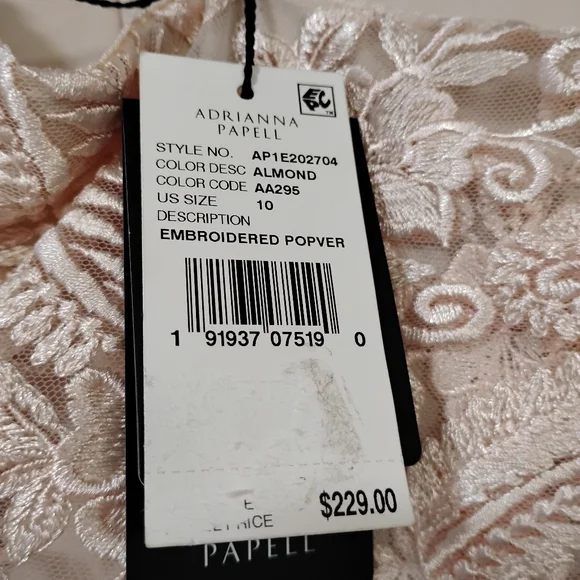 EPC
ADRIANNA
PAPELL
STYLE NO. AP1E202704
COLOR DESC ALMOND
COLOR CODE AA295
US SIZE 10
DESCRIPTION
EMBROIDERED POPVER
1 91937 07519 0
$229.00
PAPELL